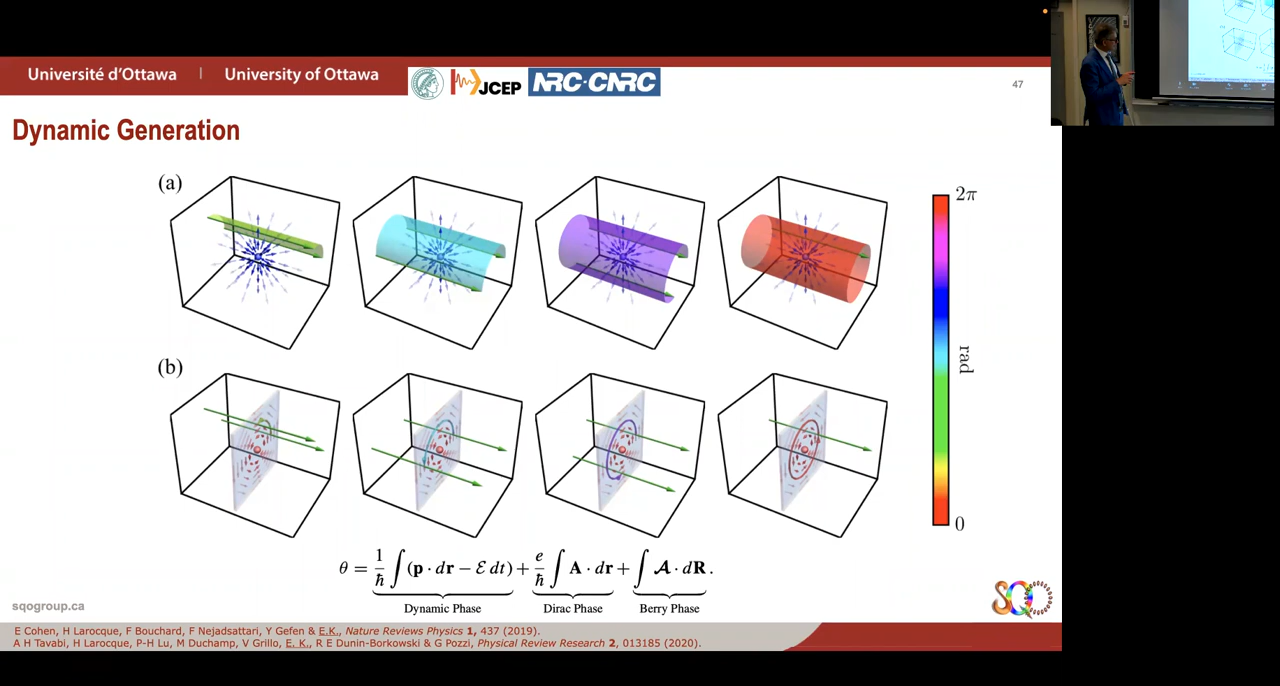 Université d'Ottawa | University of Ottawa
JCEP
NRC·CNRC
47
Dynamic Generation
(a)
2π
rad
0
(b)
θ = 1/ħ ∫(p · dr − ℰ dt) + e/ħ ∫ A · dr + ∫ 𝓐 · dR.
Dynamic Phase Dirac Phase Berry Phase
sqogroup.ca
SQO
E Cohen, H Larocque, F Bouchard, F Nejadsattari, Y Gefen & E.K., Nature Reviews Physics 1, 437 (2019).
A H Tavabi, H Larocque, P-H Lu, M Duchamp, V Grillo, E. K., R E Dunin-Borkowski & G Pozzi, Physical Review Research 2, 013185 (2020).